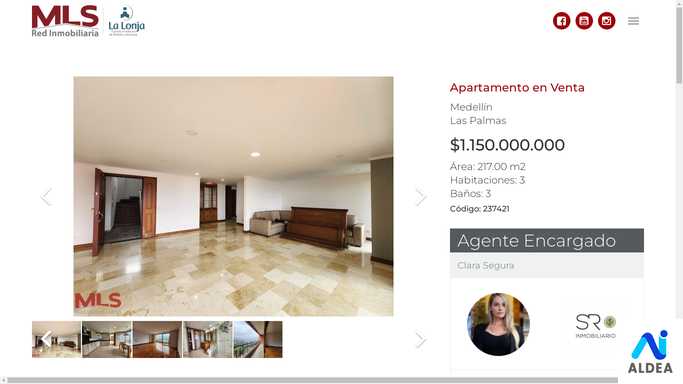 MLS
Red Inmobiliaria
La Lonja
Apartamento en Venta
Medellín
Las Palmas
$1.150.000.000
Área: 217.00 m2
Habitaciones: 3
Baños: 3
Código: 237421
Agente Encargado
Clara Segura
SR
INMOBILIARIO
MLS
ALDEA